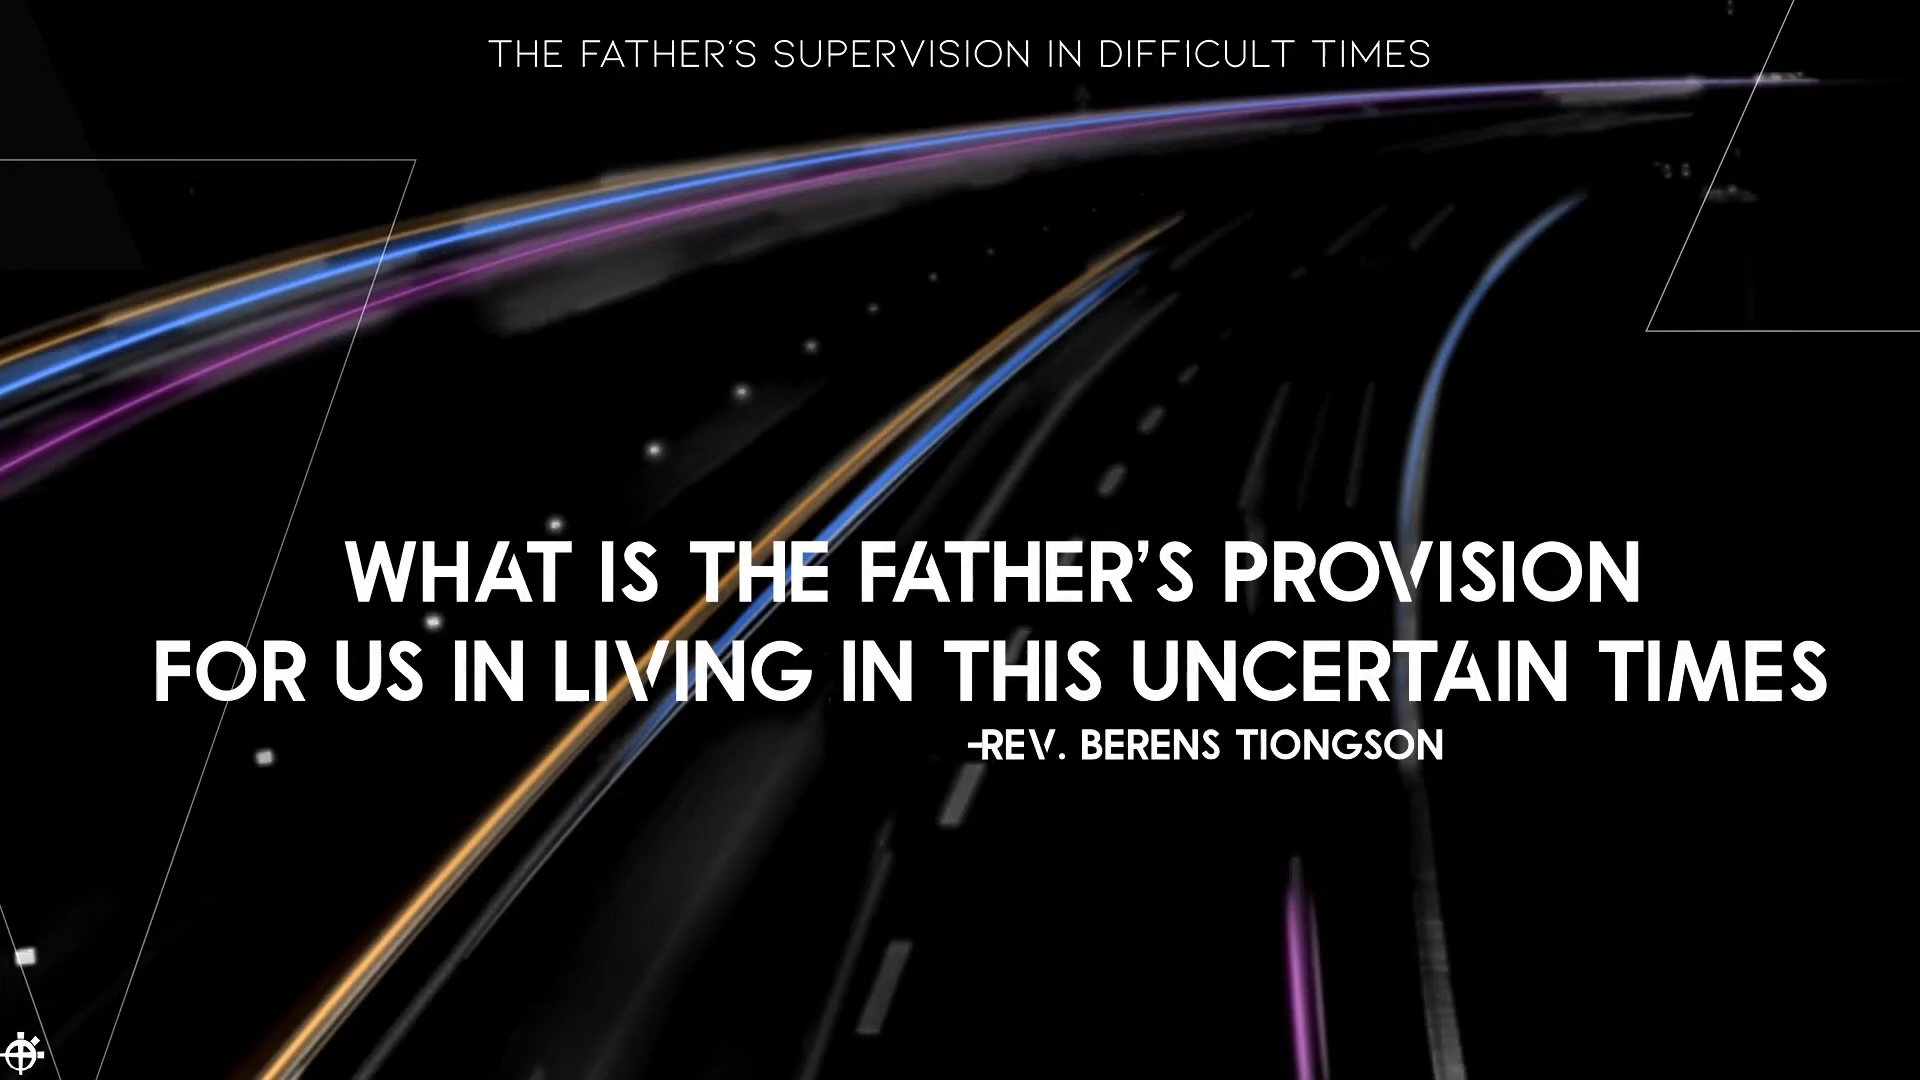 THE FATHER'S SUPERVISION IN DIFFICULT TIMES
WHAT IS THE FATHER'S PROVISION
FOR US IN LIVING IN THIS UNCERTAIN TIMES
-REV. BERENS TIONGSON